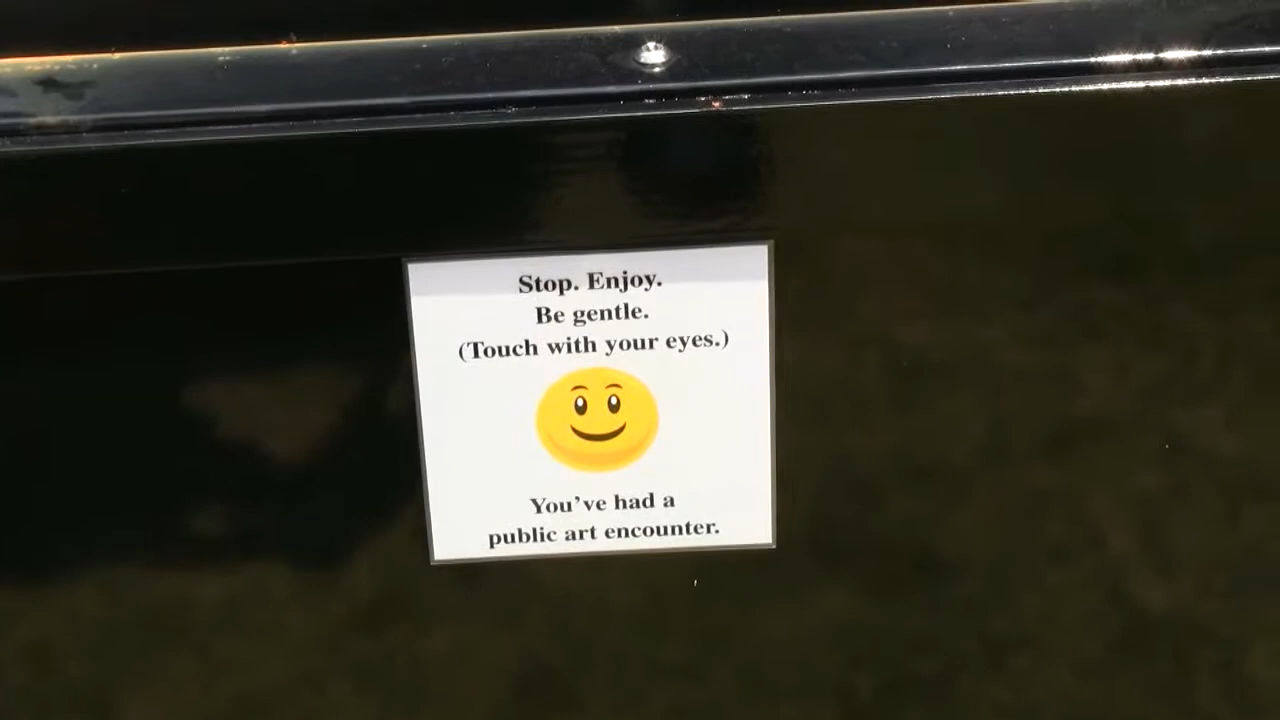 Stop. Enjoy.
Be gentle.
(Touch with your eyes.)
You’ve had a
public art encounter.